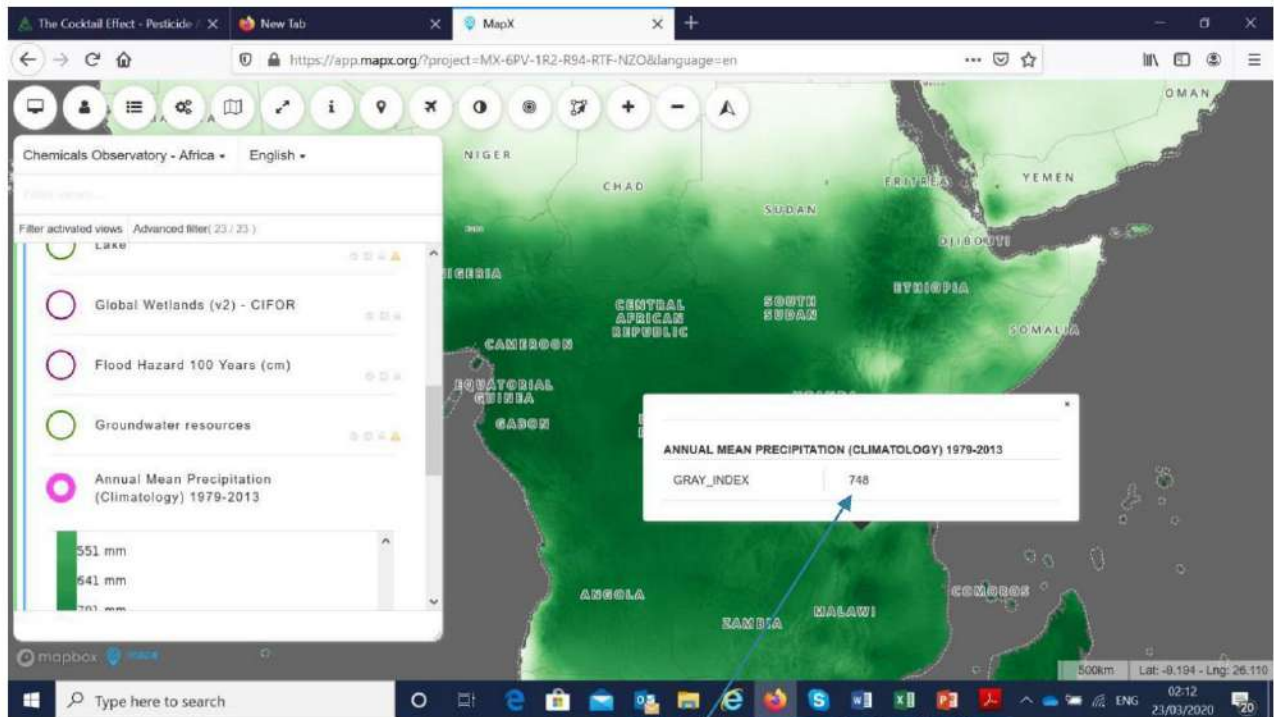 The Cocktail Effect - Pesticide A
New Tab
MapX
https://app.mapx.org/?project=MX-6PV-1R2-R94-RTF-NZO&language=en
Chemicals Observatory - Africa
English
Filter activated views Advanced filter( 23 / 23 )
Lake
Global Wetlands (v2) - CIFOR
Flood Hazard 100 Years (cm)
Groundwater resources
Annual Mean Precipitation
(Climatology) 1979-2013
551 mm
641 mm
791 mm
NIGER
CHAD
SUDAN
ERITREA
YEMEN
OMAN
DJIBOUTI
NIGERIA
ETHIOPIA
CENTRAL
AFRICAN
REPUBLIC
SOUTH
SUDAN
SOMALIA
CAMEROON
EQUATORIAL
GUINEA
GABON
UGANDA
ANNUAL MEAN PRECIPITATION (CLIMATOLOGY) 1979-2013
GRAY_INDEX 748
ANGOLA
ZAMBIA
MALAWI
COMOROS
mapbox
500km
Lat: -9.194 - Lng: 26.110
Type here to search
ENG
02:12
23/03/2020
20